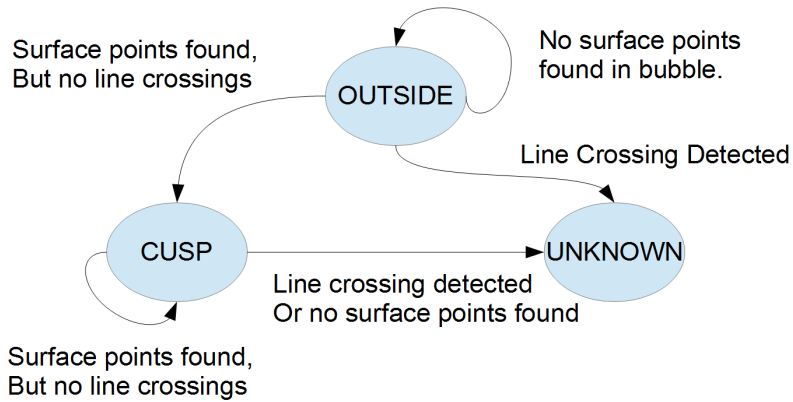 Surface points found,
But no line crossings
No surface points
found in bubble.
OUTSIDE
Line Crossing Detected
CUSP
UNKNOWN
Line crossing detected
Or no surface points found
Surface points found,
But no line crossings